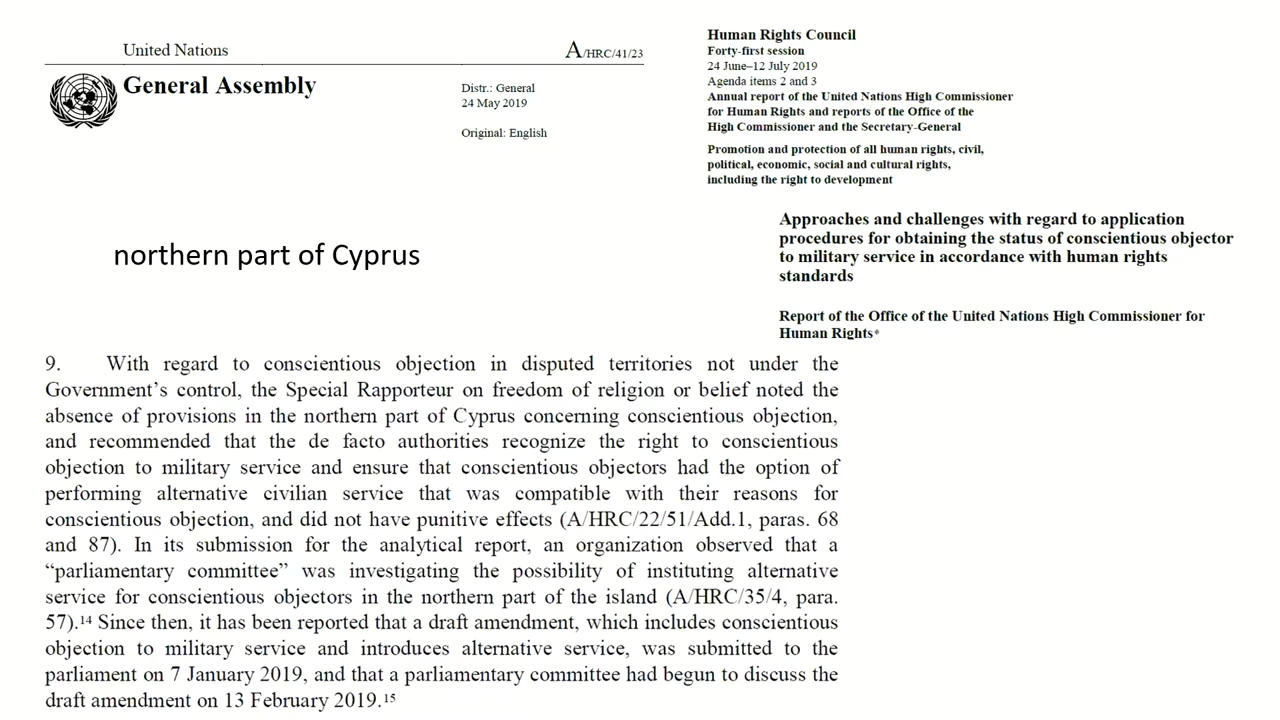 United Nations
A/HRC/41/23
General Assembly
Distr.: General
24 May 2019
Original: English
Human Rights Council
Forty-first session
24 June–12 July 2019
Agenda items 2 and 3
Annual report of the United Nations High Commissioner
for Human Rights and reports of the Office of the
High Commissioner and the Secretary-General
Promotion and protection of all human rights, civil,
political, economic, social and cultural rights,
including the right to development
Approaches and challenges with regard to application
procedures for obtaining the status of conscientious objector
to military service in accordance with human rights
standards
Report of the Office of the United Nations High Commissioner for
Human Rights*
northern part of Cyprus
9. With regard to conscientious objection in disputed territories not under the
Government’s control, the Special Rapporteur on freedom of religion or belief noted the
absence of provisions in the northern part of Cyprus concerning conscientious objection,
and recommended that the de facto authorities recognize the right to conscientious
objection to military service and ensure that conscientious objectors had the option of
performing alternative civilian service that was compatible with their reasons for
conscientious objection, and did not have punitive effects (A/HRC/22/51/Add.1, paras. 68
and 87). In its submission for the analytical report, an organization observed that a
“parliamentary committee” was investigating the possibility of instituting alternative
service for conscientious objectors in the northern part of the island (A/HRC/35/4, para.
57).¹⁴ Since then, it has been reported that a draft amendment, which includes conscientious
objection to military service and introduces alternative service, was submitted to the
parliament on 7 January 2019, and that a parliamentary committee had begun to discuss the
draft amendment on 13 February 2019.¹⁵